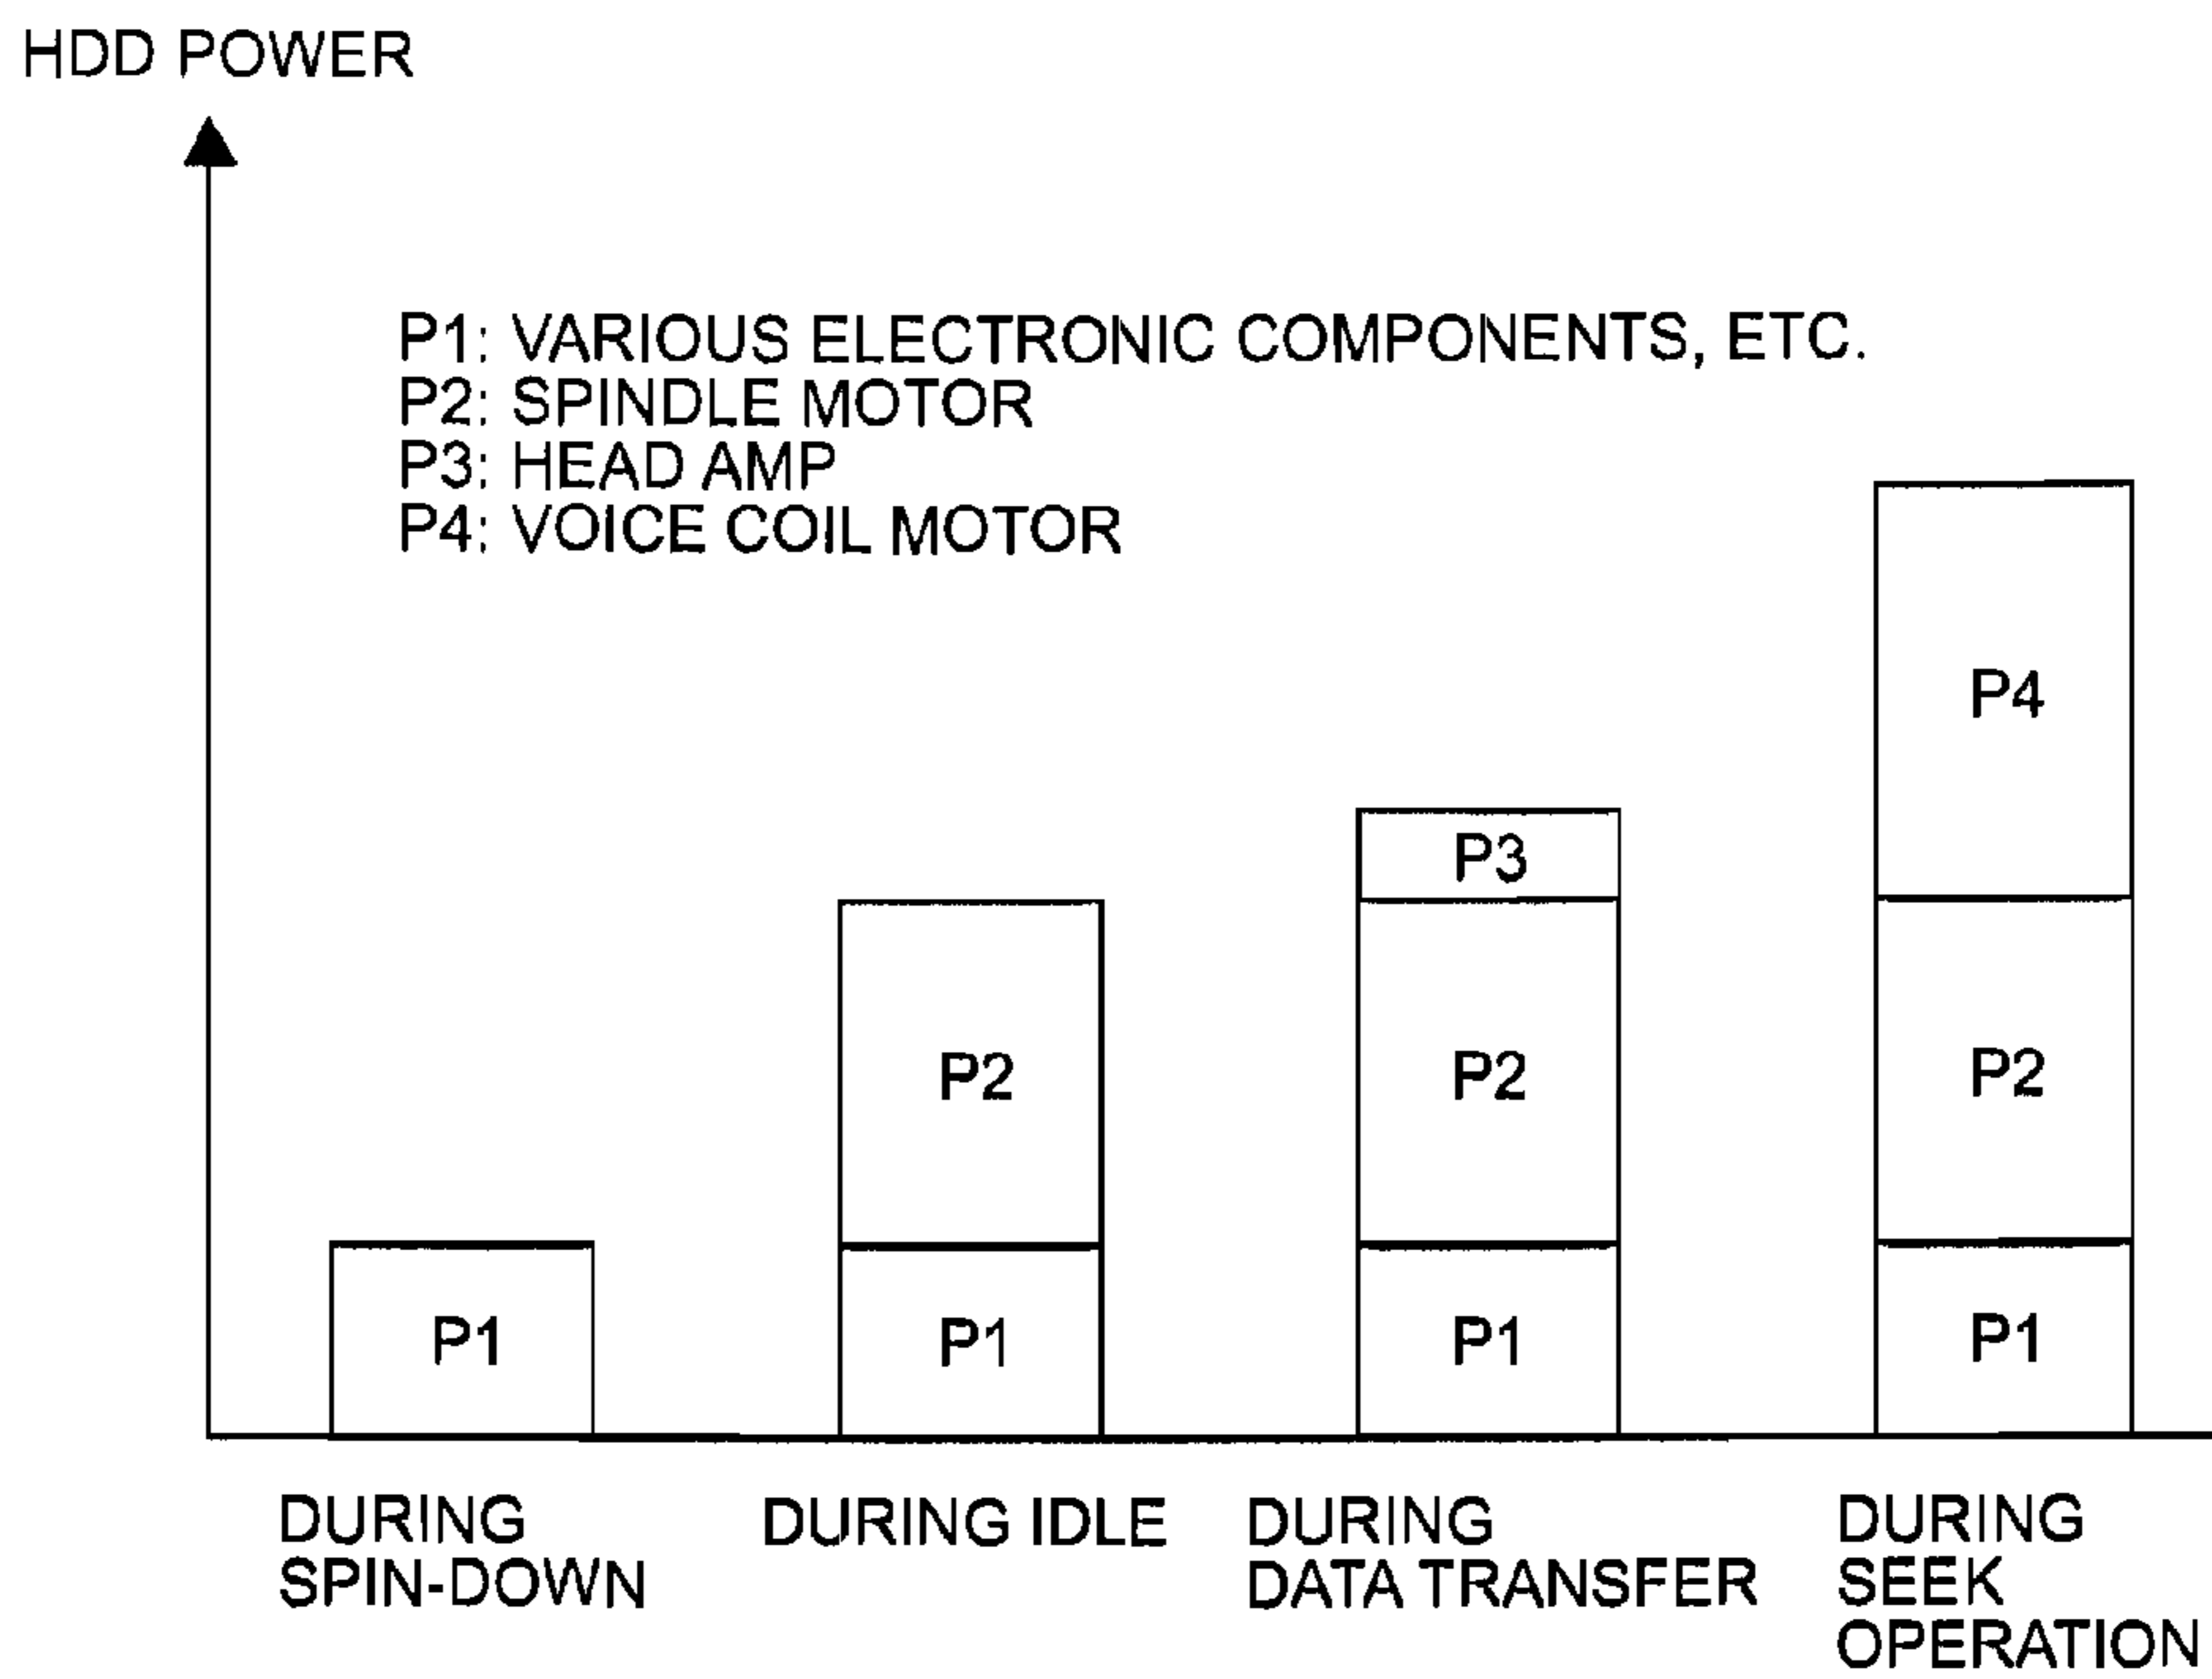 HDD POWER
P1: VARIOUS ELECTRONIC COMPONENTS, ETC.
P2: SPINDLE MOTOR
P3: HEAD AMP
P4: VOICE COIL MOTOR
P4
P3
P2
P2
P2
P1
P1
P1
P1
DURING
SPIN-DOWN
DURING IDLE
DURING
DATA TRANSFER
DURING
SEEK
OPERATION